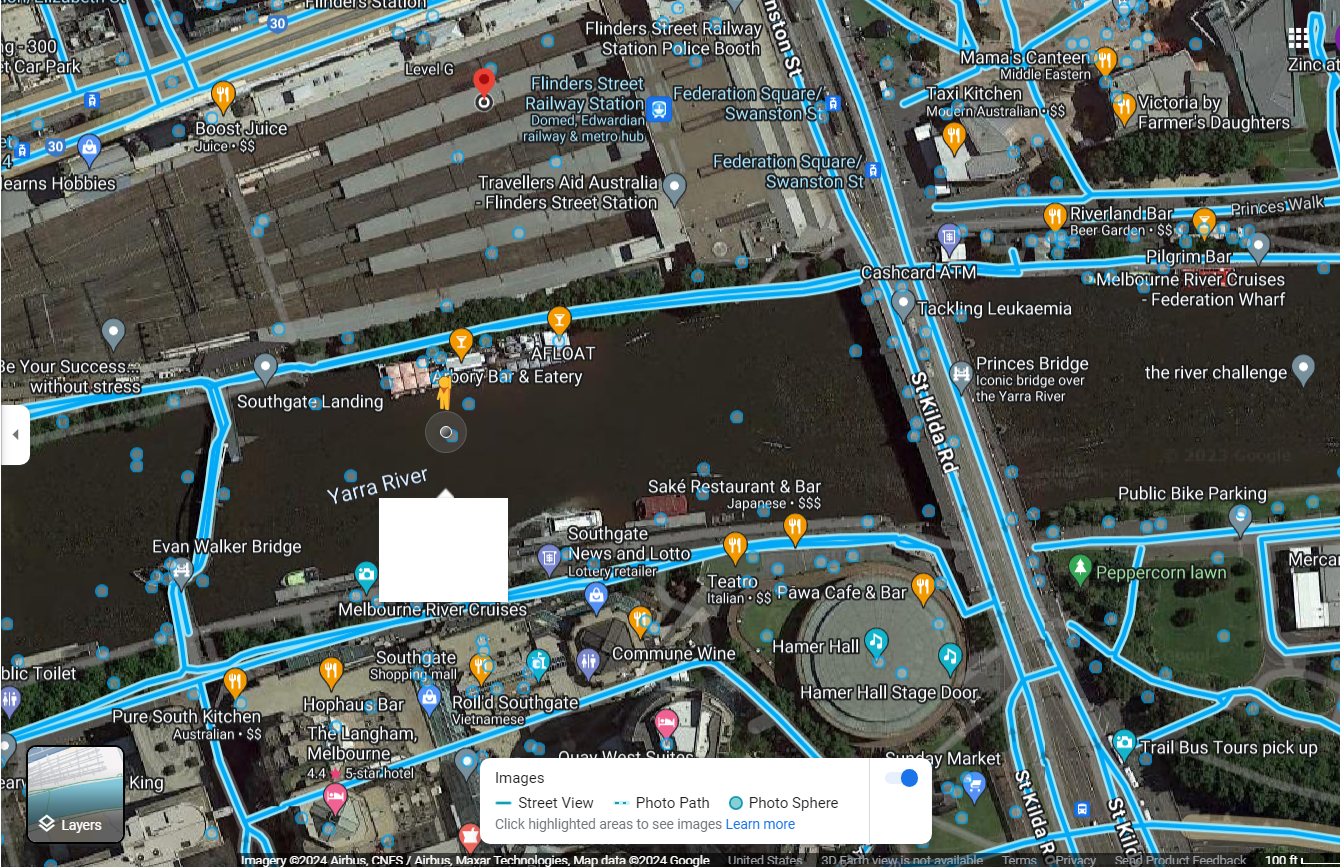 Flinders Station
30
Flinders Street Railway
Station Police Booth
- 300
t Car Park
Level G
Flinders Street
Railway Station
Domed, Edwardian
railway & metro hub
Federation Square/
Swanston St
Mama's Canteen
Middle Eastern
Taxi Kitchen
Modern Australian • $$
Victoria by
Farmer's Daughters
Zinc at
Boost Juice
Juice • $$
30
4
earns Hobbies
Travellers Aid Australia
- Flinders Street Station
Federation Square/
Swanston St
nston St
Riverland Bar
Beer Garden • $$
Princes Walk
Pilgrim Bar
Cashcard ATM
Melbourne River Cruises
- Federation Wharf
Tackling Leukaemia
Be Your Success...
without stress
AFLOAT
Arbory Bar & Eatery
Southgate Landing
Princes Bridge
Iconic bridge over
the Yarra River
the river challenge
St Kilda Rd
© 2023 Google
Yarra River
Saké Restaurant & Bar
Japanese • $$$
Public Bike Parking
Evan Walker Bridge
Southgate
News and Lotto
Lottery retailer
Teatro
Italian • $$
Pawa Cafe & Bar
Peppercorn lawn
Merca
Melbourne River Cruises
Hamer Hall
Commune Wine
Southgate
Shopping mall
blic Toilet
Hamer Hall Stage Door
Hophaus Bar
Roll'd Southgate
Vietnamese
Pure South Kitchen
Australian • $$
The Langham,
Melbourne
4.4 ★ 5-star hotel
Quay West Suites
Sunday Market
Trail Bus Tours pick up
King
St Kilda R
St Kild
Layers
Images
Street View
Photo Path
Photo Sphere
Click highlighted areas to see images Learn more
Imagery ©2024 Airbus, CNES / Airbus, Maxar Technologies, Map data ©2024 Google
United States
3D Earth view is not available
Terms
Privacy
Send Product Feedback
100 ft